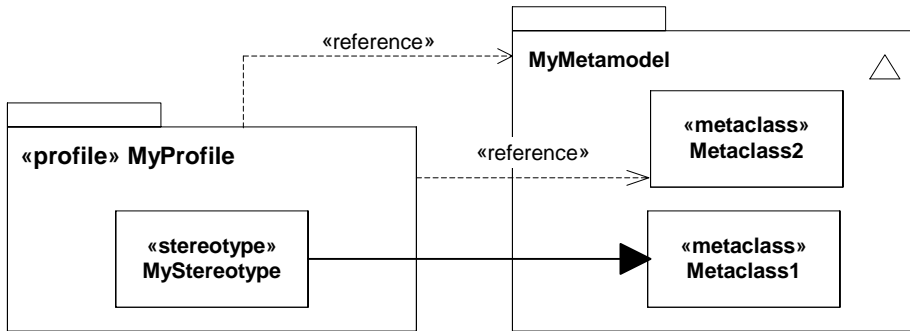 «reference»
MyMetamodel
«profile» MyProfile
«reference»
«metaclass»
Metaclass2
«stereotype»
MyStereotype
«metaclass»
Metaclass1